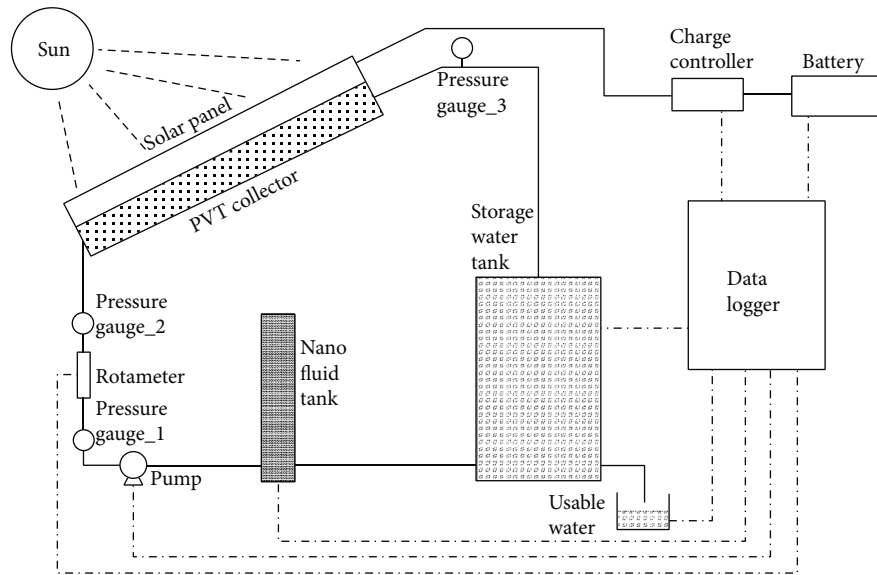 Sun
Solar panel
PVT collector
Pressure
gauge_3
Charge
controller
Battery
Storage
water
tank
Data
logger
Pressure
gauge_2
Nano
fluid
tank
Rotameter
Pressure
gauge_1
Pump
Usable
water